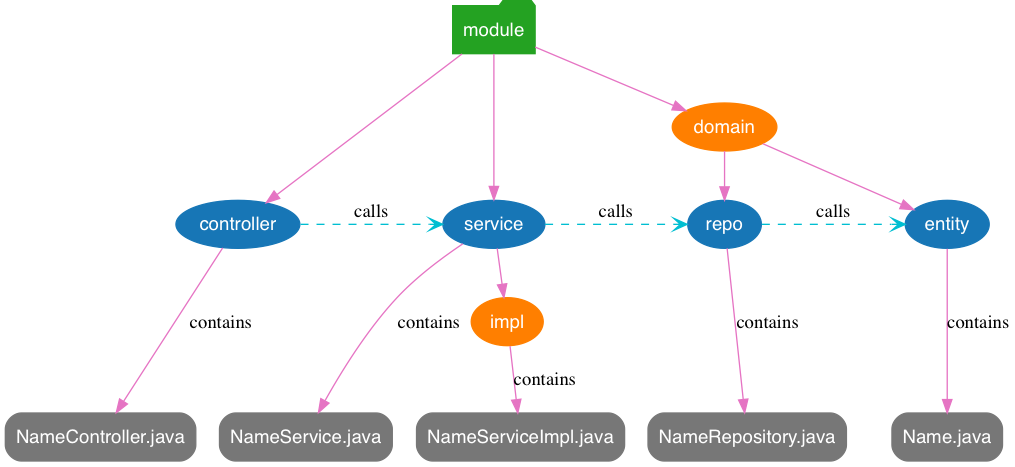 module
domain
controller
calls
service
calls
repo
calls
entity
contains
contains
impl
contains
contains
contains
NameController.java
NameService.java
NameServiceImpl.java
NameRepository.java
Name.java